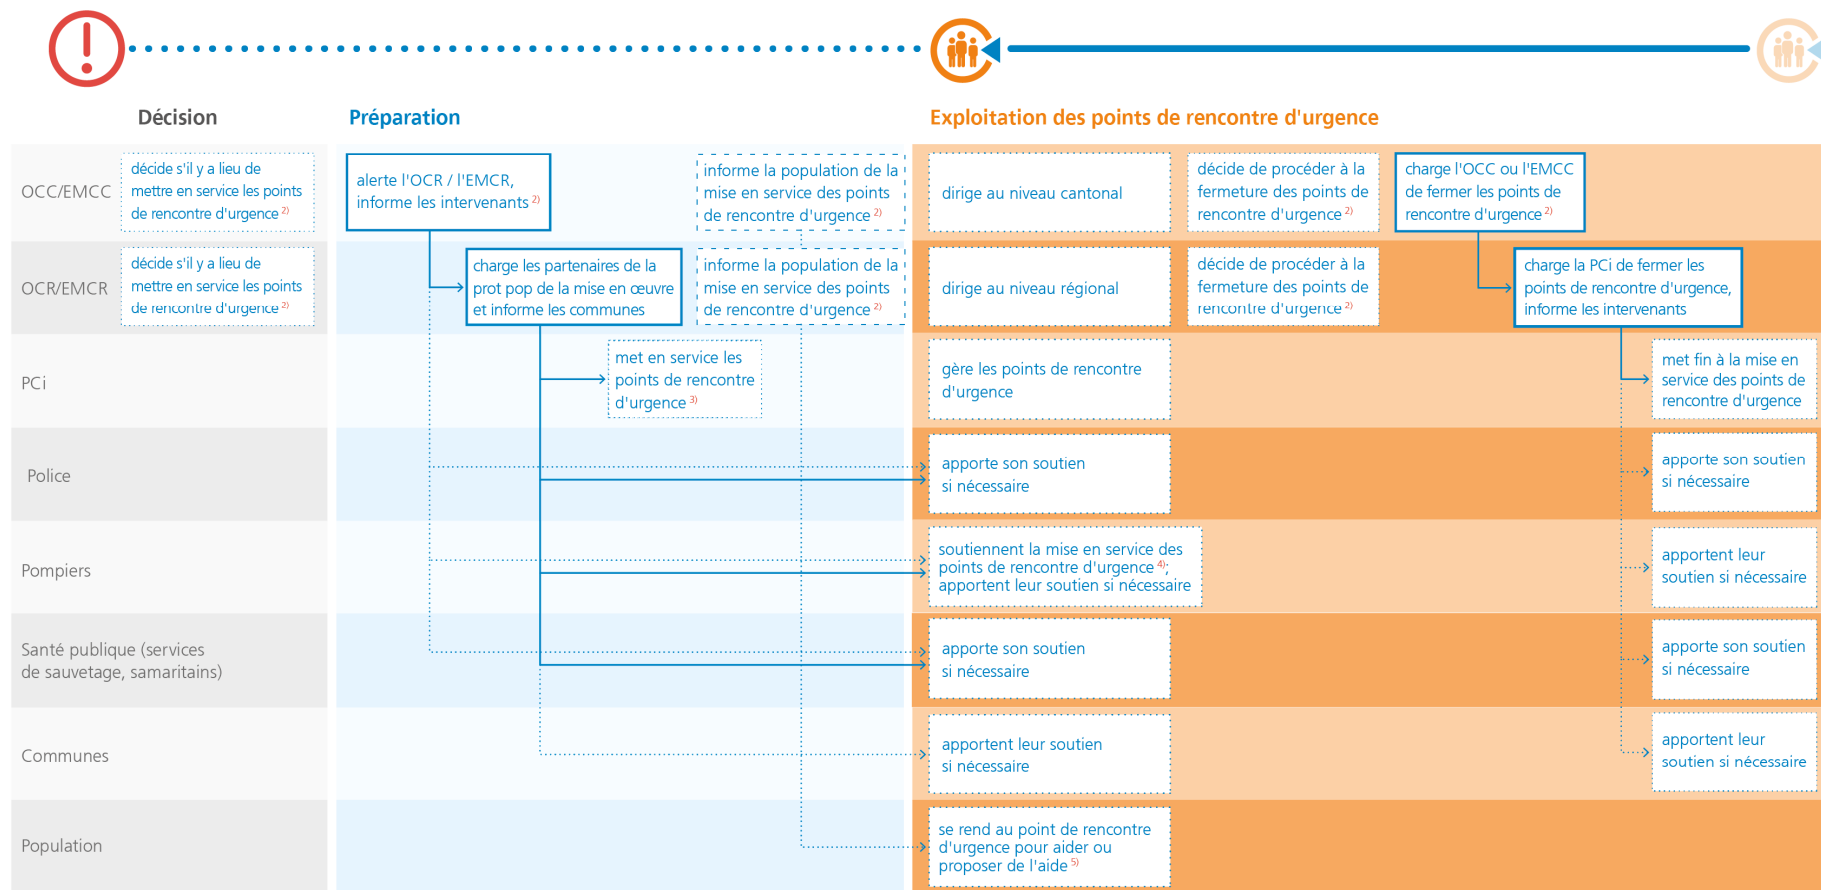 Décision
Préparation
Exploitation des points de rencontre d'urgence
OCC/EMCC
décide s'il y a lieu de
mettre en service les points
de rencontre d'urgence 2)
alerte l'OCR / l'EMCR,
informe les intervenants 2)
informe la population de la
mise en service des points
de rencontre d'urgence 2)
dirige au niveau cantonal
décide de procéder à la
fermeture des points de
rencontre d'urgence 2)
charge l'OCC ou l'EMCC
de fermer les points de
rencontre d'urgence 2)
OCR/EMCR
décide s'il y a lieu de
mettre en service les points
de rencontre d'urgence 2)
charge les partenaires de la
prot pop de la mise en œuvre
et informe les communes
informe la population de la
mise en service des points
de rencontre d'urgence 2)
dirige au niveau régional
décide de procéder à la
fermeture des points de
rencontre d'urgence 2)
charge la PCi de fermer les
points de rencontre d'urgence,
informe les intervenants
PCi
met en service les
points de rencontre
d'urgence 3)
gère les points de rencontre
d'urgence
met fin à la mise en
service des points de
rencontre d'urgence
Police
apporte son soutien
si nécessaire
apporte son soutien
si nécessaire
Pompiers
soutiennent la mise en service des
points de rencontre d'urgence 4);
apportent leur soutien si nécessaire
apportent leur
soutien si nécessaire
Santé publique (services
de sauvetage, samaritains)
apporte son soutien
si nécessaire
apporte son soutien
si nécessaire
Communes
apportent leur soutien
si nécessaire
apportent leur
soutien si nécessaire
Population
se rend au point de rencontre
d'urgence pour aider ou
proposer de l'aide 5)